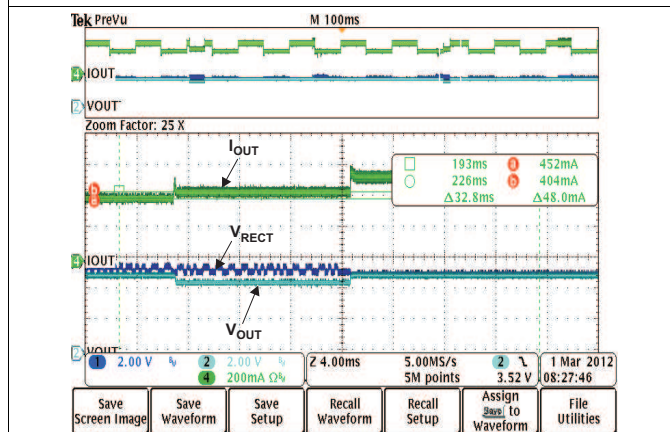 Tek PreVu M 100ms
4 IOUT
2 VOUT
Zoom Factor: 25 X
IOUT
193ms a 452mA
226ms b 404mA
Δ32.8ms Δ48.0mA
b
a
VRECT
4 IOUT
VOUT
2 VOUT
1 2.00 V 2 2.00 V Z 4.00ms 5.00MS/s 2 1 Mar 2012
4 200mA Ω 5M points 3.52 V 08:27:46
Save Screen Image
Save Waveform
Save Setup
Recall Waveform
Recall Setup
Assign Save to Waveform
File Utilities